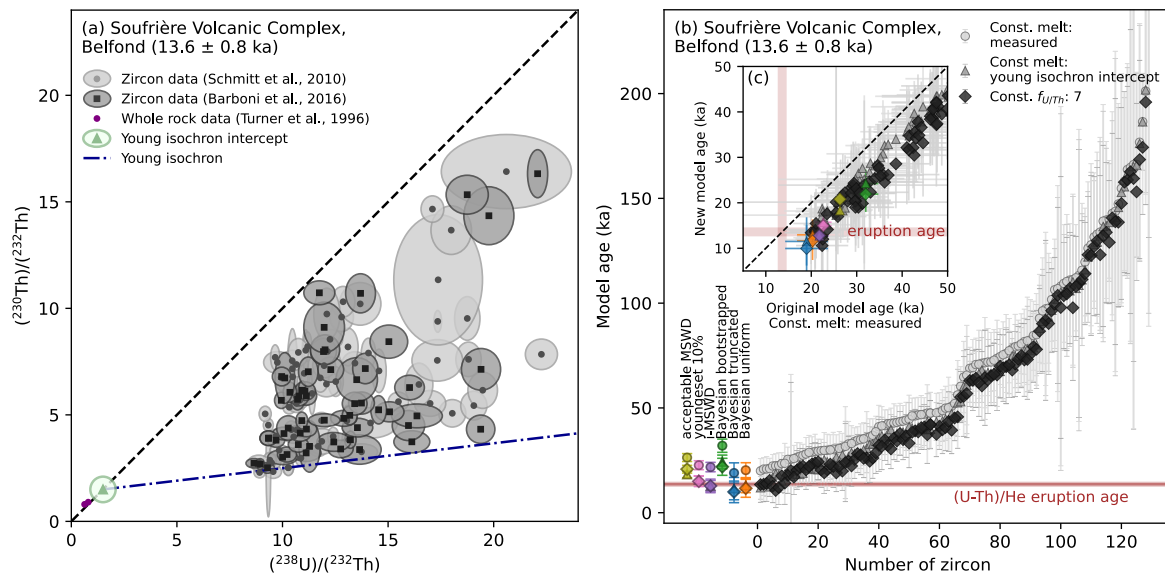 (a) Soufrière Volcanic Complex,
Belfond (13.6 ± 0.8 ka)
Zircon data (Schmitt et al., 2010)
Zircon data (Barboni et al., 2016)
Whole rock data (Turner et al., 1996)
Young isochron intercept
Young isochron
(²³⁰Th)/(²³²Th)
20
15
10
5
0
0
5
10
15
20
(²³⁸U)/(²³²Th)
(b) Soufrière Volcanic Complex,
Belfond (13.6 ± 0.8 ka)
Const. melt:
measured
Const melt:
young isochron intercept
Const. f_{U/Th}: 7
(c)
New model age (ka)
50
40
30
20
10
10
20
30
40
50
eruption age
Original model age (ka)
Const. melt: measured
Model age (ka)
200
150
100
50
0
acceptable MSWD
youngeset 10%
I-MSWD
Bayesian bootstrapped
Bayesian truncated
Bayesian uniform
(U-Th)/He eruption age
0
20
40
60
80
100
120
Number of zircon